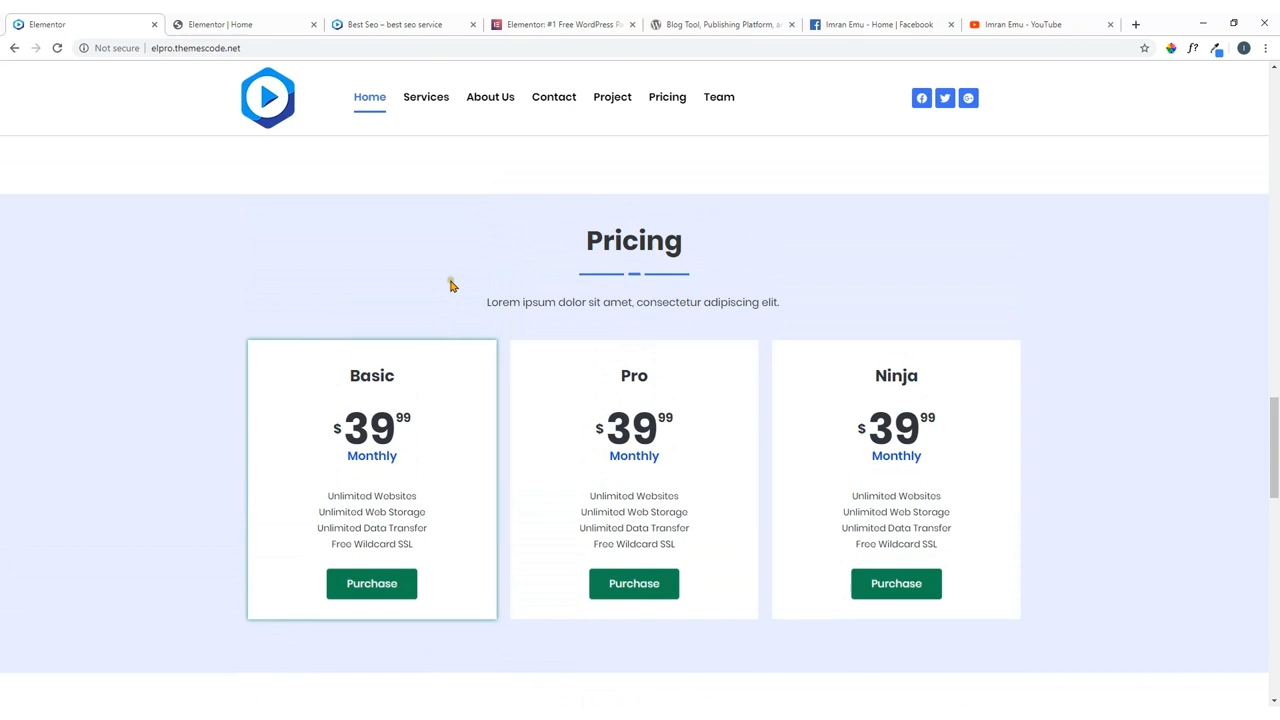 Elementor
Elementor | Home
Best Seo – best seo service
Elementor: #1 Free WordPress Pa
Blog Tool, Publishing Platform, a
Imran Emu - Home | Facebook
Imran Emu - YouTube
Not secure | elpro.themescode.net
f?
I
Home
Services
About Us
Contact
Project
Pricing
Team
Pricing
Lorem ipsum dolor sit amet, consectetur adipiscing elit.
Basic
$ 39 99
Monthly
Unlimited Websites
Unlimited Web Storage
Unlimited Data Transfer
Free Wildcard SSL
Purchase
Pro
$ 39 99
Monthly
Unlimited Websites
Unlimited Web Storage
Unlimited Data Transfer
Free Wildcard SSL
Purchase
Ninja
$ 39 99
Monthly
Unlimited Websites
Unlimited Web Storage
Unlimited Data Transfer
Free Wildcard SSL
Purchase